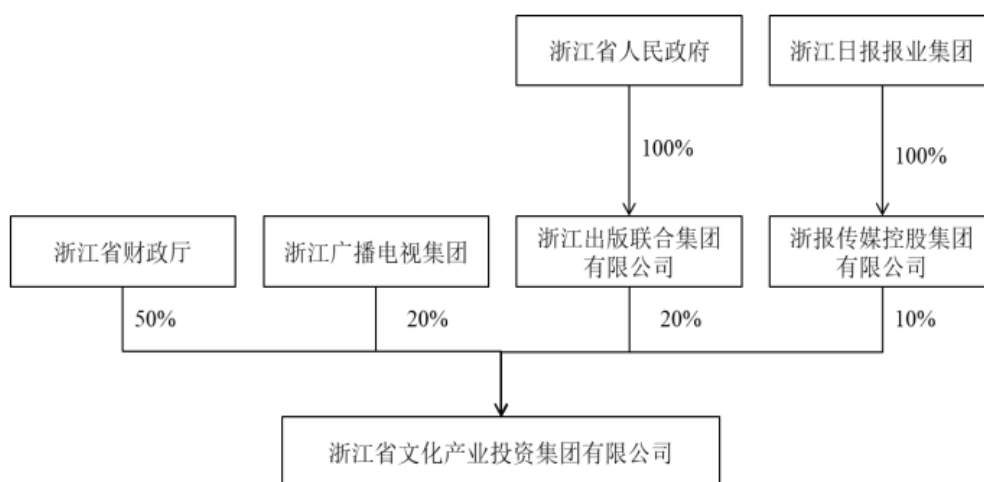 浙江省人民政府
浙江日报报业集团
100%
100%
浙江省财政厅
浙江广播电视集团
浙江出版联合集团
有限公司
浙报传媒控股集团
有限公司
50%
20%
20%
10%
浙江省文化产业投资集团有限公司